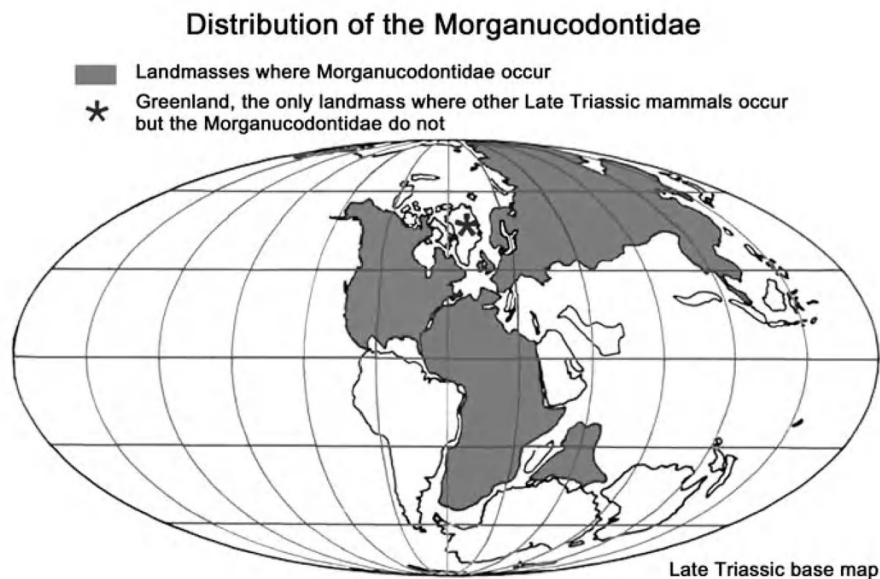 Distribution of the Morganucodontidae
Landmasses where Morganucodontidae occur
Greenland, the only landmass where other Late Triassic mammals occur
but the Morganucodontidae do not
Late Triassic base map